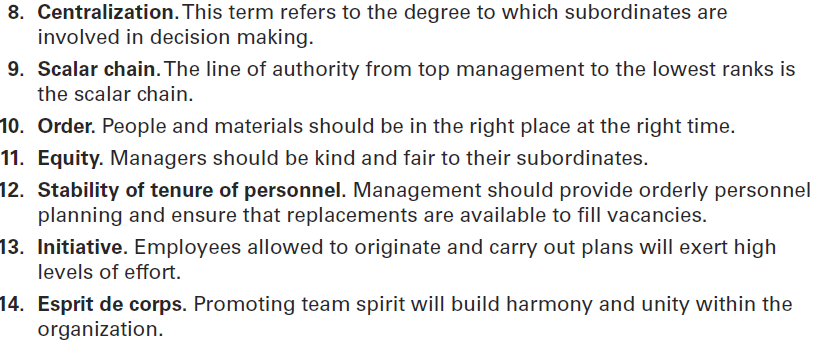 8. Centralization. This term refers to the degree to which subordinates are
involved in decision making.
9. Scalar chain. The line of authority from top management to the lowest ranks is
the scalar chain.
10. Order. People and materials should be in the right place at the right time.
11. Equity. Managers should be kind and fair to their subordinates.
12. Stability of tenure of personnel. Management should provide orderly personnel
planning and ensure that replacements are available to fill vacancies.
13. Initiative. Employees allowed to originate and carry out plans will exert high
levels of effort.
14. Esprit de corps. Promoting team spirit will build harmony and unity within the
organization.